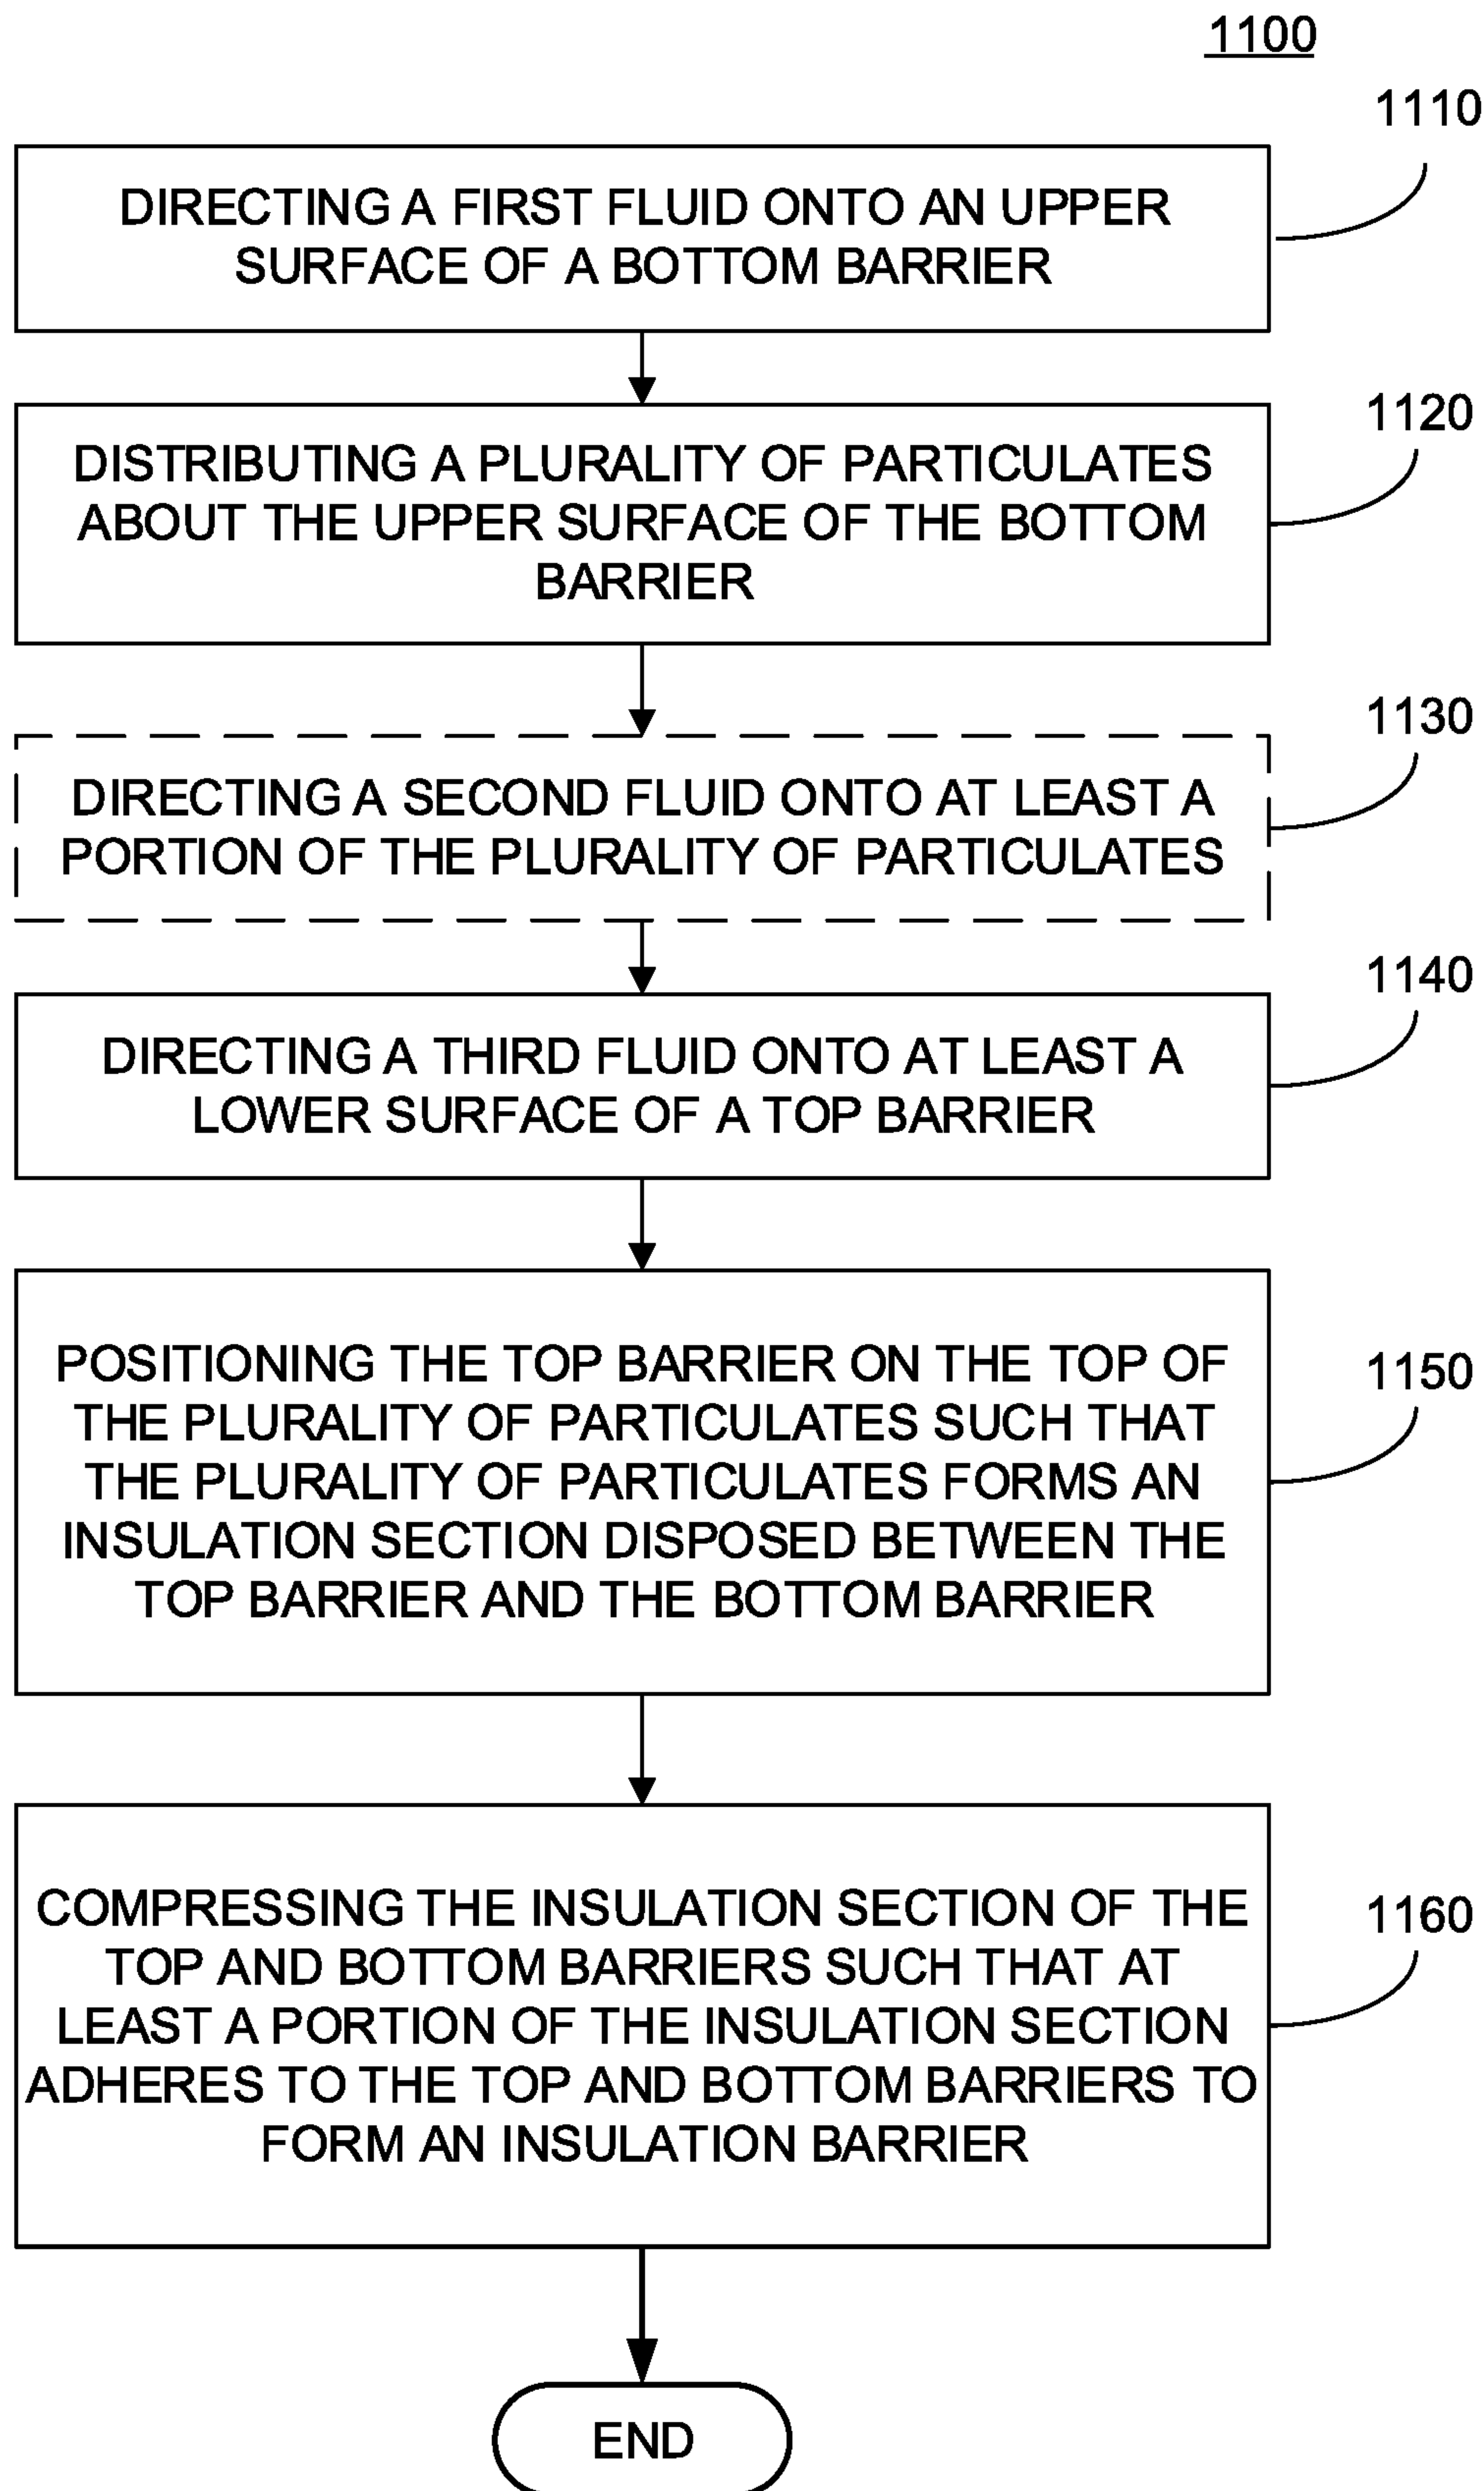 1100
1110
DIRECTING A FIRST FLUID ONTO AN UPPER
SURFACE OF A BOTTOM BARRIER
1120
DISTRIBUTING A PLURALITY OF PARTICULATES
ABOUT THE UPPER SURFACE OF THE BOTTOM
BARRIER
1130
DIRECTING A SECOND FLUID ONTO AT LEAST A
PORTION OF THE PLURALITY OF PARTICULATES
1140
DIRECTING A THIRD FLUID ONTO AT LEAST A
LOWER SURFACE OF A TOP BARRIER
1150
POSITIONING THE TOP BARRIER ON THE TOP OF
THE PLURALITY OF PARTICULATES SUCH THAT
THE PLURALITY OF PARTICULATES FORMS AN
INSULATION SECTION DISPOSED BETWEEN THE
TOP BARRIER AND THE BOTTOM BARRIER
1160
COMPRESSING THE INSULATION SECTION OF THE
TOP AND BOTTOM BARRIERS SUCH THAT AT
LEAST A PORTION OF THE INSULATION SECTION
ADHERES TO THE TOP AND BOTTOM BARRIERS TO
FORM AN INSULATION BARRIER
END